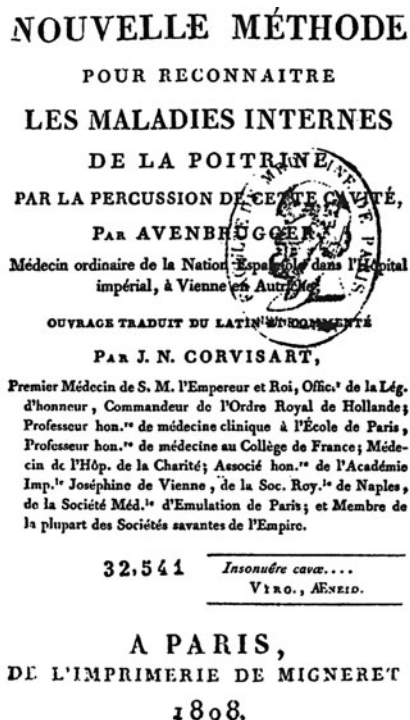 NOUVELLE MÉTHODE
POUR RECONNAITRE
LES MALADIES INTERNES
DE LA POITRINE,
PAR LA PERCUSSION DE CETTE CAVITÉ,
PAR AVENBRUGGER,
Médecin ordinaire de la Nation Espagnole dans l'Hôpital
impérial, à Vienne en Autriche;
OUVRAGE TRADUIT DU LATIN ET COMMENTÉ
PAR J. N. CORVISART,
Premier Médecin de S. M. l'Empereur et Roi, Offic.r de la Lég.
d'honneur, Commandeur de l'Ordre Royal de Hollande;
Professeur hon.re de médecine clinique à l'École de Paris,
Professeur hon.re de médecine au Collège de France; Méde-
cin de l'Hôp. de la Charité; Associé hon.re de l'Académie
Imp.le Joséphine de Vienne, de la Soc. Roy.le de Naples,
de la Société Méd.le d'Emulation de Paris; et Membre de
la plupart des Sociétés savantes de l'Empire.
32,541
Insonuêre cavæ....
VIRG., ÆNEID.
A PARIS,
DE L'IMPRIMERIE DE MIGNERET
1808.